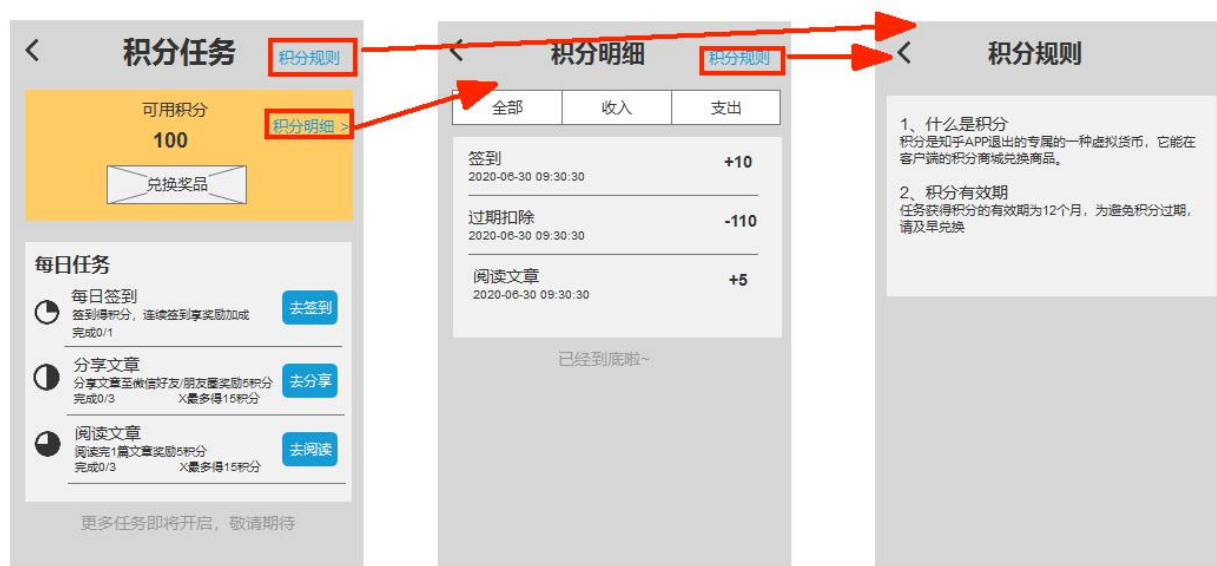 积分任务
积分规则
可用积分
100
积分明细 >
兑换奖品
每日任务
每日签到
签到得积分，连续签到享奖励加成
完成0/1
去签到
分享文章
分享文章至微信好友/朋友圈奖励5积分
完成0/3 X最多得15积分
去分享
阅读文章
阅读完1篇文章奖励5积分
完成0/3 X最多得15积分
去阅读
更多任务即将开启，敬请期待
积分明细
积分规则
全部 收入 支出
签到
2020-06-30 09:30:30
+10
过期扣除
2020-06-30 09:30:30
-110
阅读文章
2020-06-30 09:30:30
+5
已经到底啦~
积分规则
1、什么是积分
积分是知乎APP退出的专属的一种虚拟货币，它能在
客户端的积分商城兑换商品。
2、积分有效期
任务获得积分的有效期为12个月，为避免积分过期，
请及早兑换